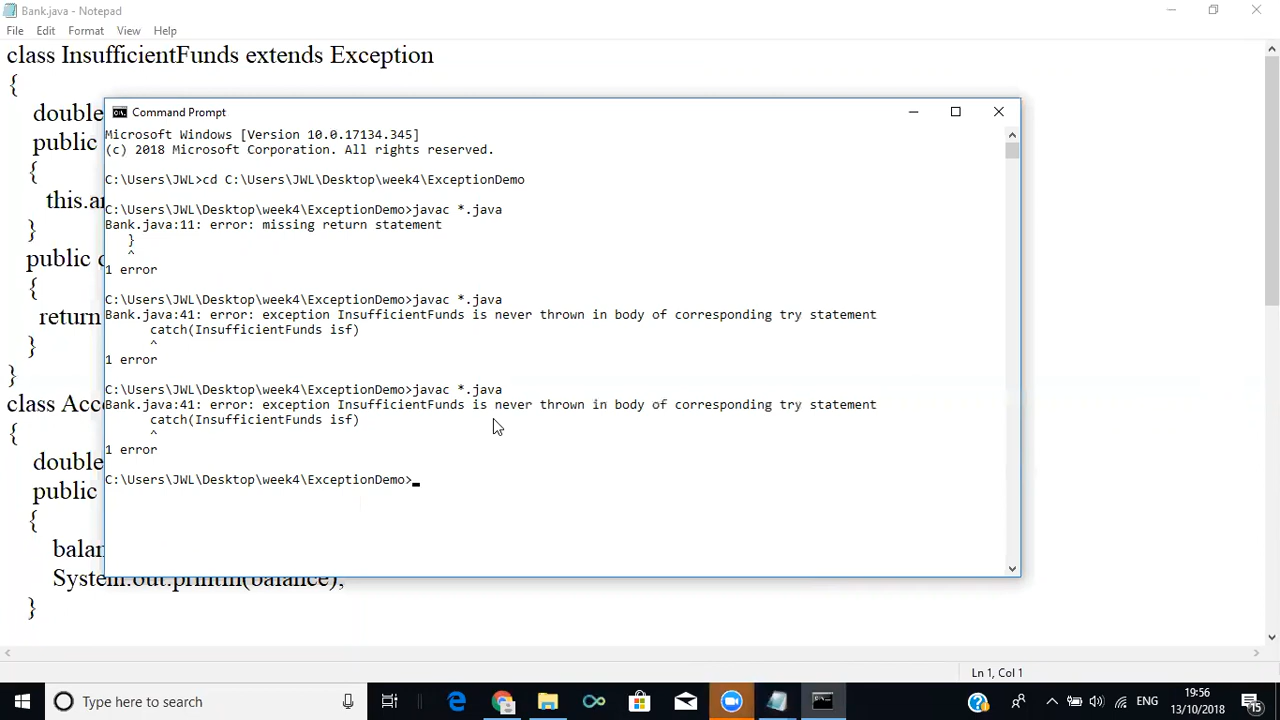 Bank.java - Notepad
File Edit Format View Help
class InsufficientFunds extends Exception
{
double
public
{
this.ar
}
public d
{
return
}
}
class Acco
{
double
public
{
balan
System.out.println(balance);
}
Command Prompt
Microsoft Windows [Version 10.0.17134.345]
(c) 2018 Microsoft Corporation. All rights reserved.
C:\Users\JWL>cd C:\Users\JWL\Desktop\week4\ExceptionDemo
C:\Users\JWL\Desktop\week4\ExceptionDemo>javac *.java
Bank.java:11: error: missing return statement
}
^
1 error
C:\Users\JWL\Desktop\week4\ExceptionDemo>javac *.java
Bank.java:41: error: exception InsufficientFunds is never thrown in body of corresponding try statement
catch(InsufficientFunds isf)
^
1 error
C:\Users\JWL\Desktop\week4\ExceptionDemo>javac *.java
Bank.java:41: error: exception InsufficientFunds is never thrown in body of corresponding try statement
catch(InsufficientFunds isf)
^
1 error
C:\Users\JWL\Desktop\week4\ExceptionDemo>
Ln 1, Col 1
Type here to search
ENG
19:56
13/10/2018
15